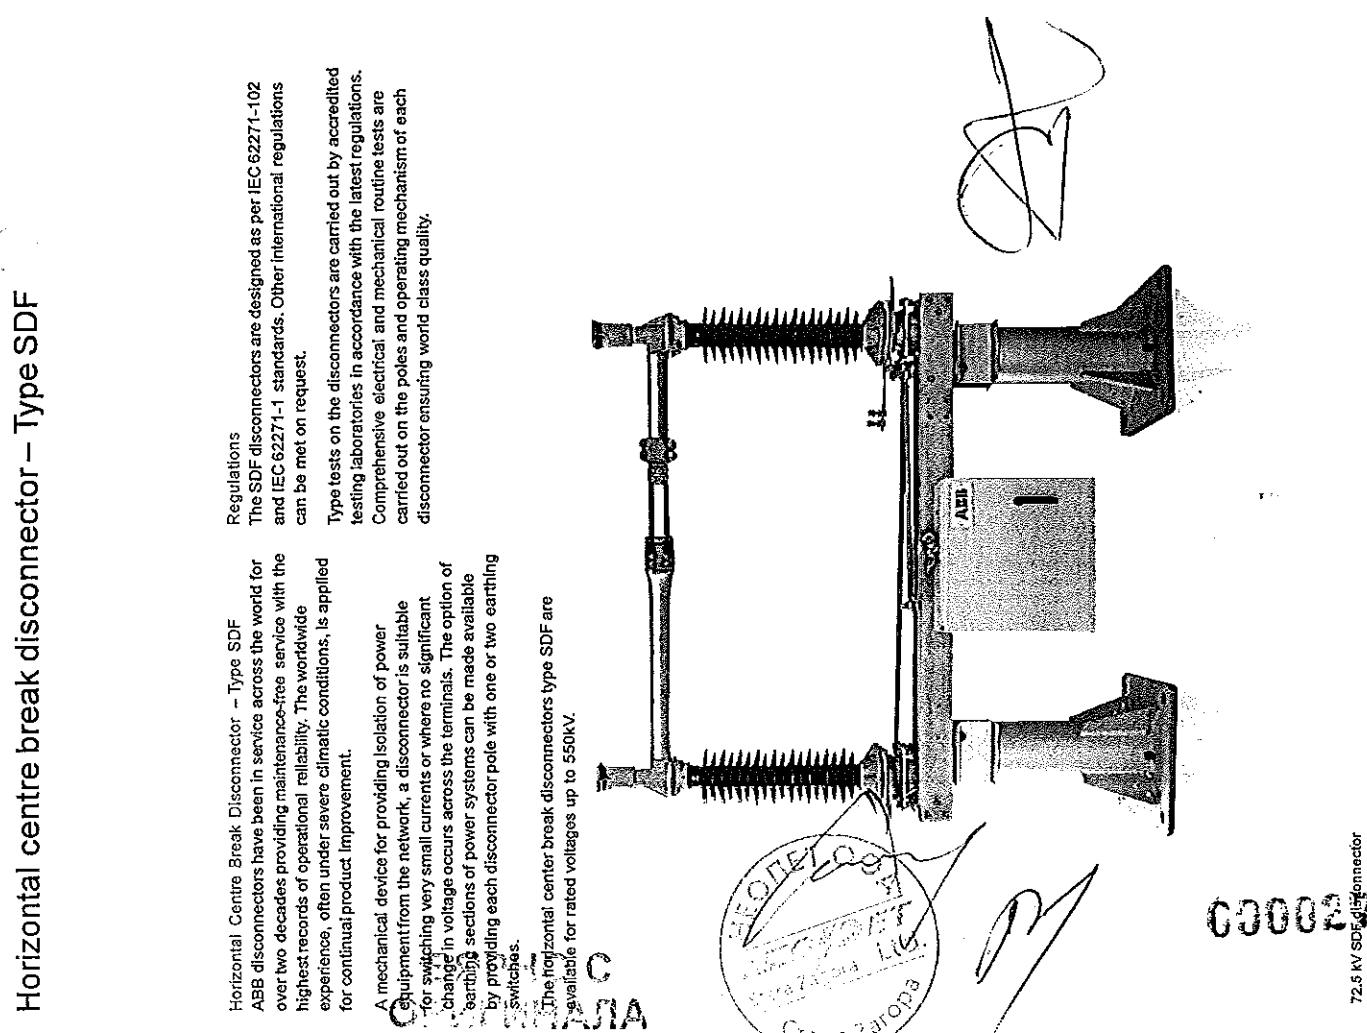 Horizontal centre break disconnector – Type SDF
Horizontal Centre Break Disconnector – Type SDF
ABB disconnectors have been in service across the world for
over two decades providing maintenance-free service with the
highest records of operational reliability. The worldwide
experience, often under severe climatic conditions, is applied
for continual product improvement.
A mechanical device for providing isolation of power
equipment from the network, a disconnector is suitable
for switching very small currents or where no significant
change in voltage occurs across the terminals. The option of
earthing sections of power systems can be made available
by providing each disconnector pole with one or two earthing
switches.
The horizontal center break disconnectors type SDF are
available for rated voltages up to 550kV.
Regulations
The SDF disconnectors are designed as per IEC 62271-102
and IEC 62271-1 standards. Other international regulations
can be met on request.
Type tests on the disconnectors are carried out by accredited
testing laboratories in accordance with the latest regulations.
Comprehensive electrical and mechanical routine tests are
carried out on the poles and operating mechanism of each
disconnector ensuring world class quality.
ABB
С
ОРИГИНАЛА
Stara Zagora Ltd.
72.5 kV SDF disconnector